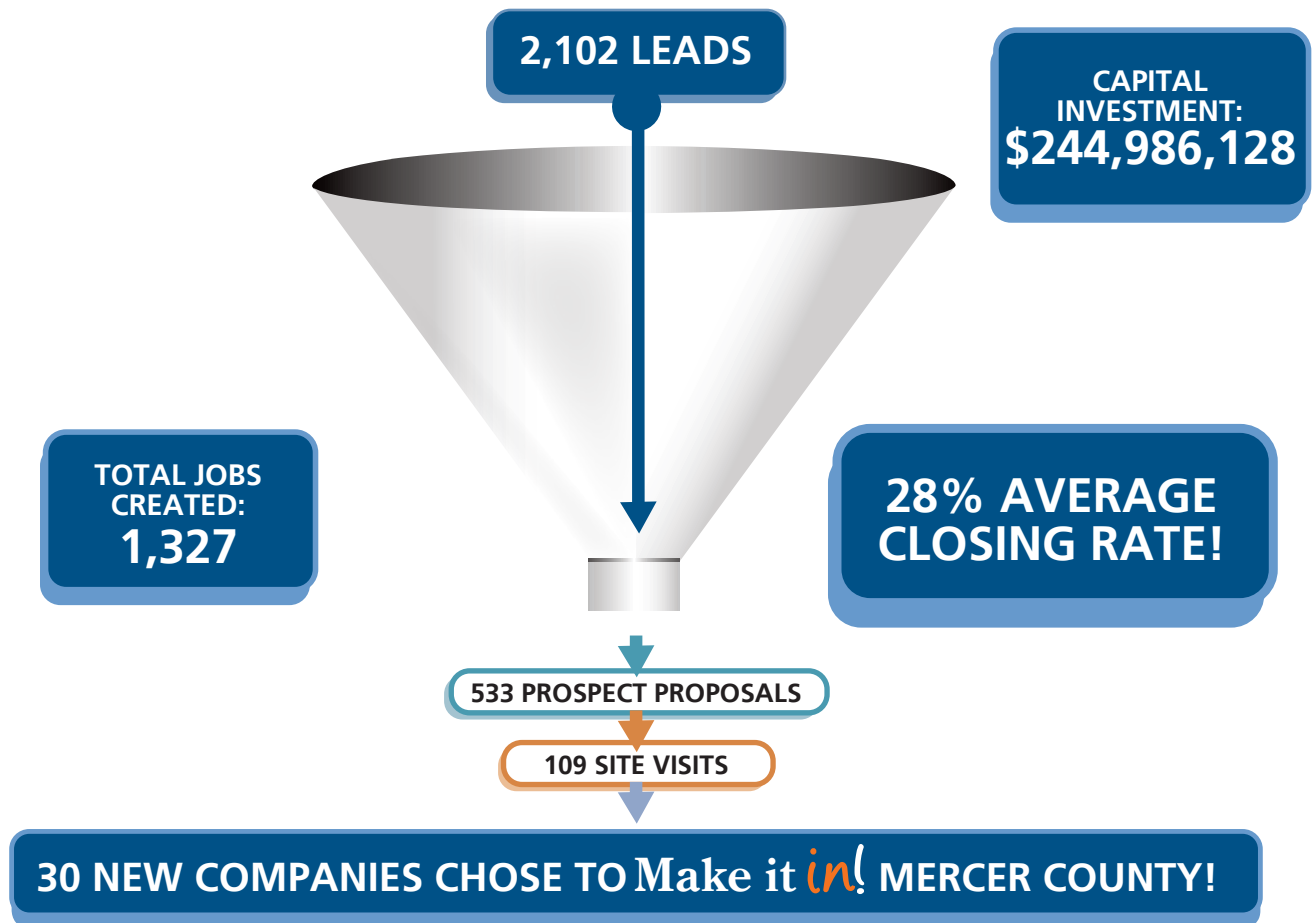 2,102 LEADS
CAPITAL
INVESTMENT:
$244,986,128
TOTAL JOBS
CREATED:
1,327
28% AVERAGE
CLOSING RATE!
533 PROSPECT PROPOSALS
109 SITE VISITS
30 NEW COMPANIES CHOSE TO Make it in! MERCER COUNTY!